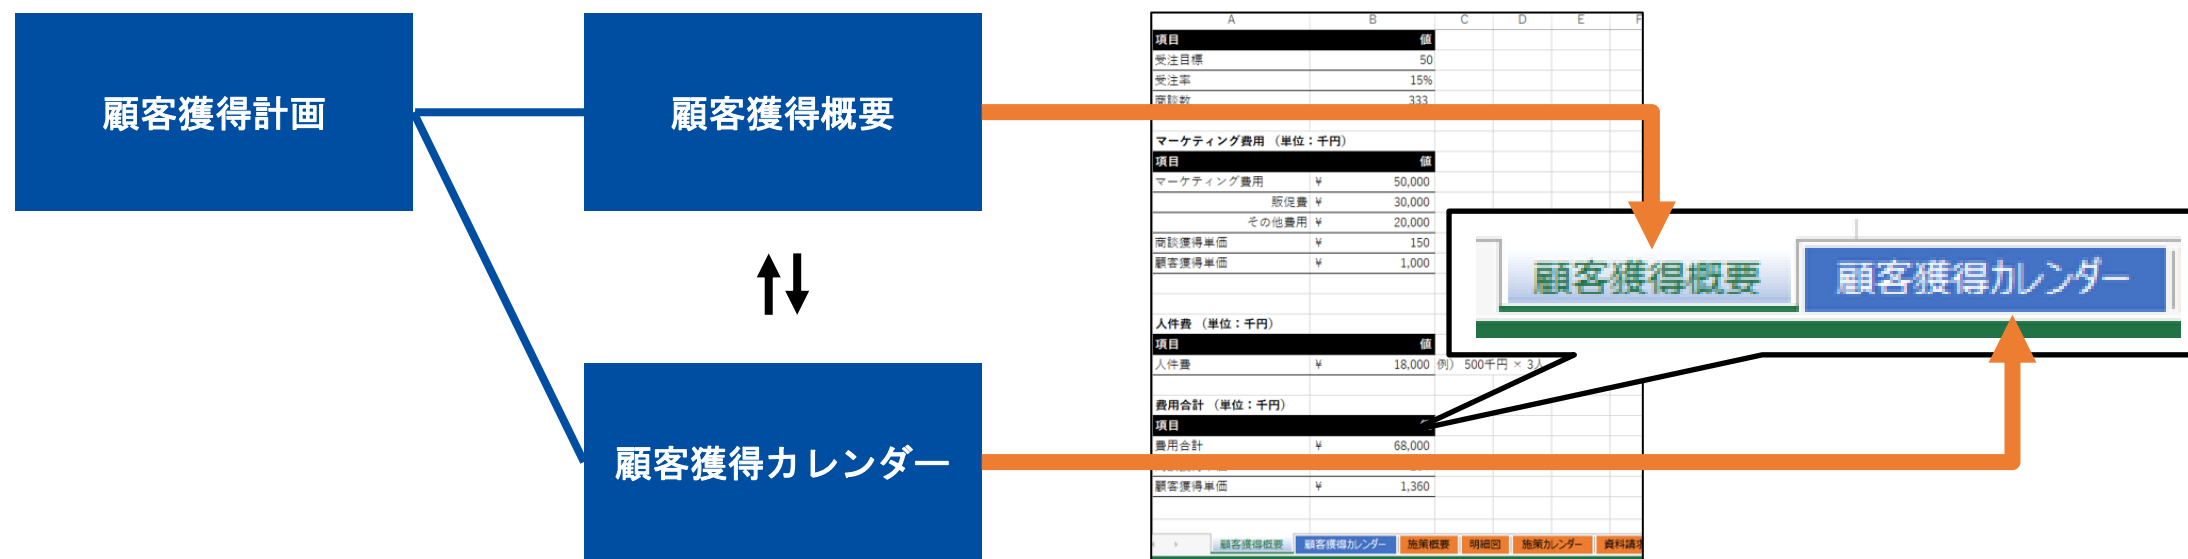 顧客獲得計画
顧客獲得概要
顧客獲得カレンダー
A B C D E F
項目 値
受注目標 50
受注率 15%
商談数 333
マーケティング費用 （単位：千円）
項目 値
マーケティング費用 ¥ 50,000
販促費 ¥ 30,000
その他費用 ¥ 20,000
商談獲得単価 ¥ 150
顧客獲得単価 ¥ 1,000
人件費 （単位：千円）
項目 値
人件費 ¥ 18,000 例） 500千円 × 3人
費用合計 （単位：千円）
項目
費用合計 ¥ 68,000
顧客獲得単価 ¥ 1,360
顧客獲得概要 顧客獲得カレンダー 施策概要 明細図 施策カレンダー 資料請求
顧客獲得概要 顧客獲得カレンダー